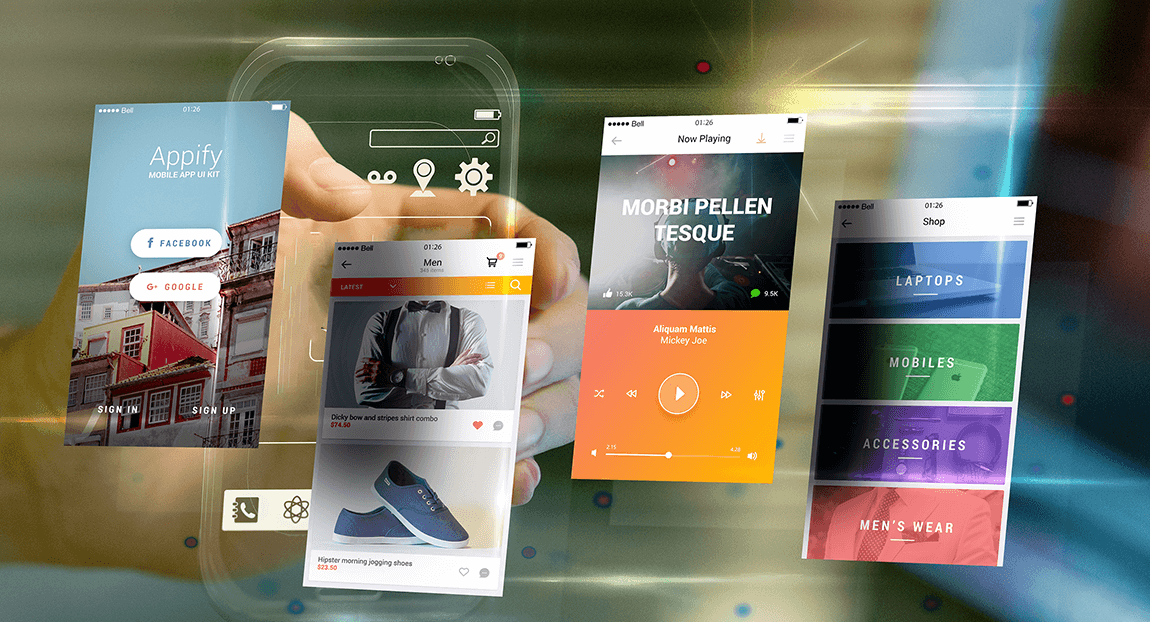 Bell 01:26
Appify
MOBILE APP UI KIT
f FACEBOOK
G+ GOOGLE
SIGN IN SIGN UP
Bell 01:26
Men
345 items
LATEST
Dicky bow and stripes shirt combo
$74.50
Hipster morning jogging shoes
$23.50
Bell 01:26
Now Playing
MORBI PELLEN
TESQUE
15.3K 9.5K
Aliquam Mattis
Mickey Joe
2:15 4:28
Bell 01:26
Shop
LAPTOPS
MOBILES
ACCESSORIES
MEN'S WEAR